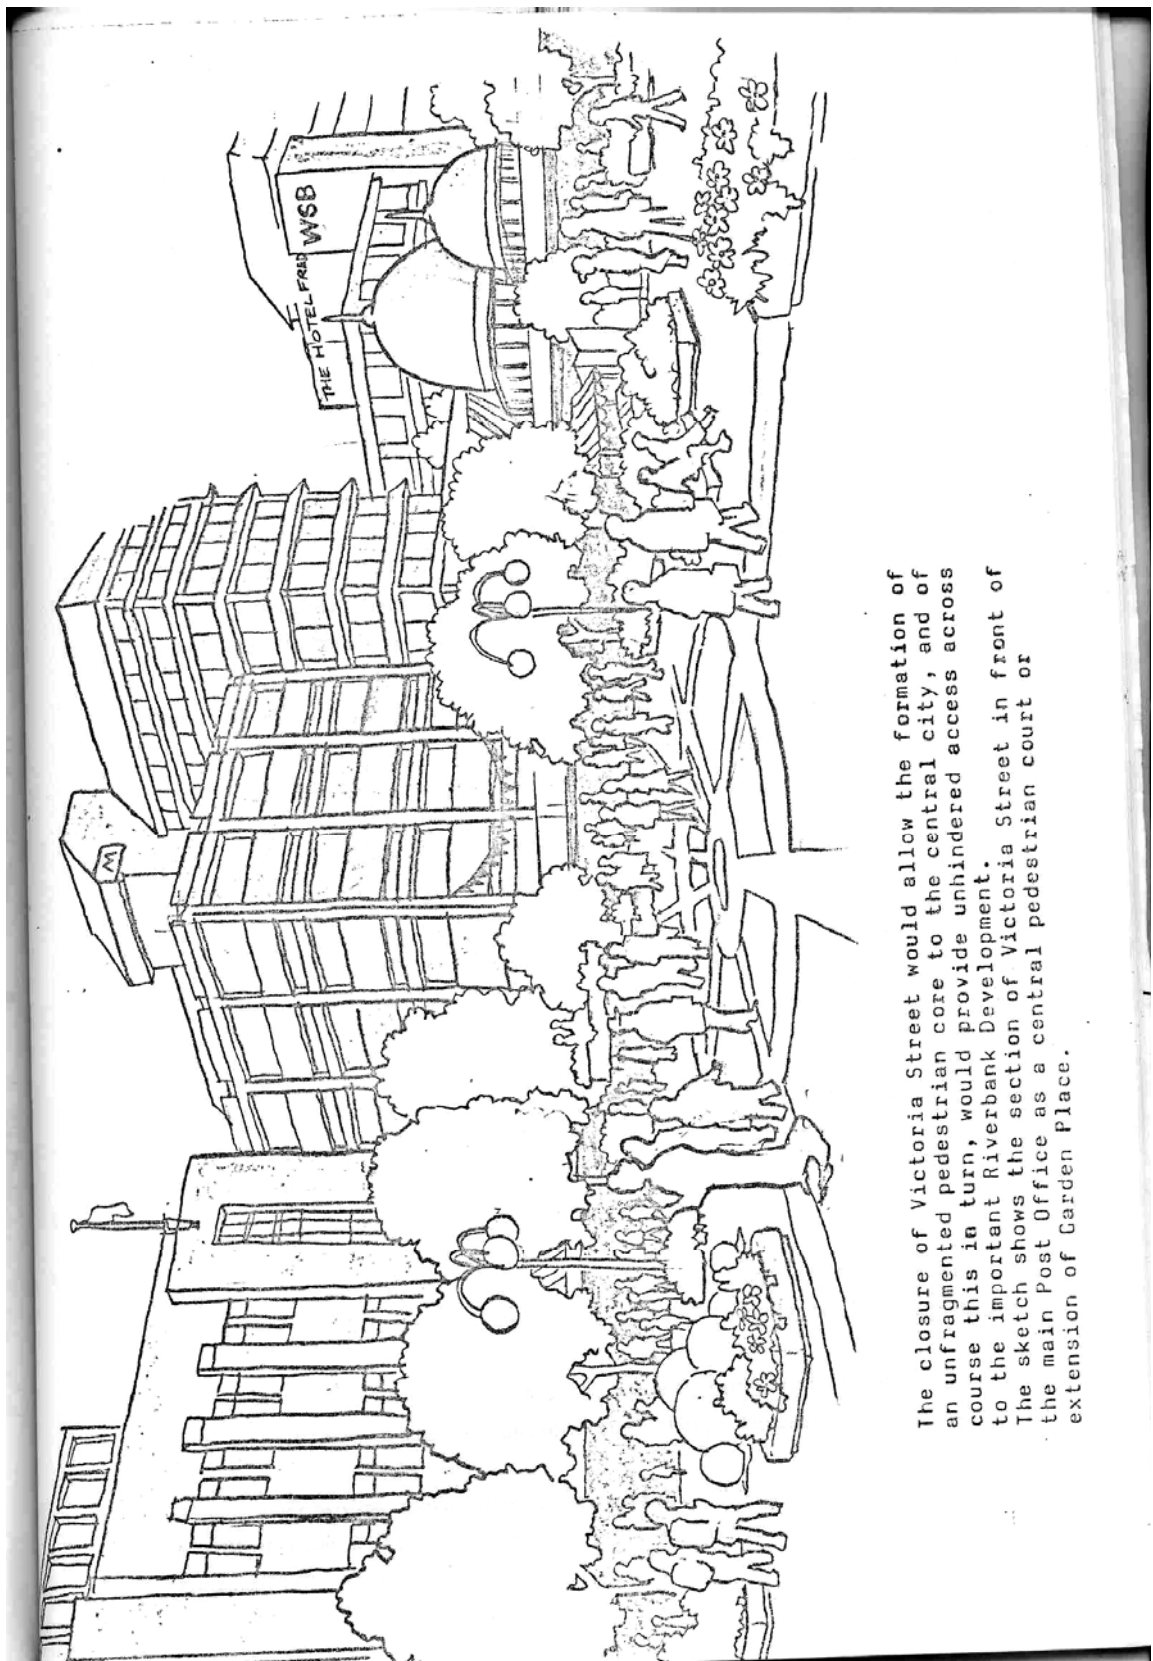 THE HOTEL FRED
WSB
W
The closure of Victoria Street would allow the formation of
an unfragmented pedestrian core to the central city, and of
course this in turn, would provide unhindered access across
to the important Riverbank Development.
The sketch shows the section of Victoria Street in front of
the main Post Office as a central pedestrian court or
extension of Garden Place.